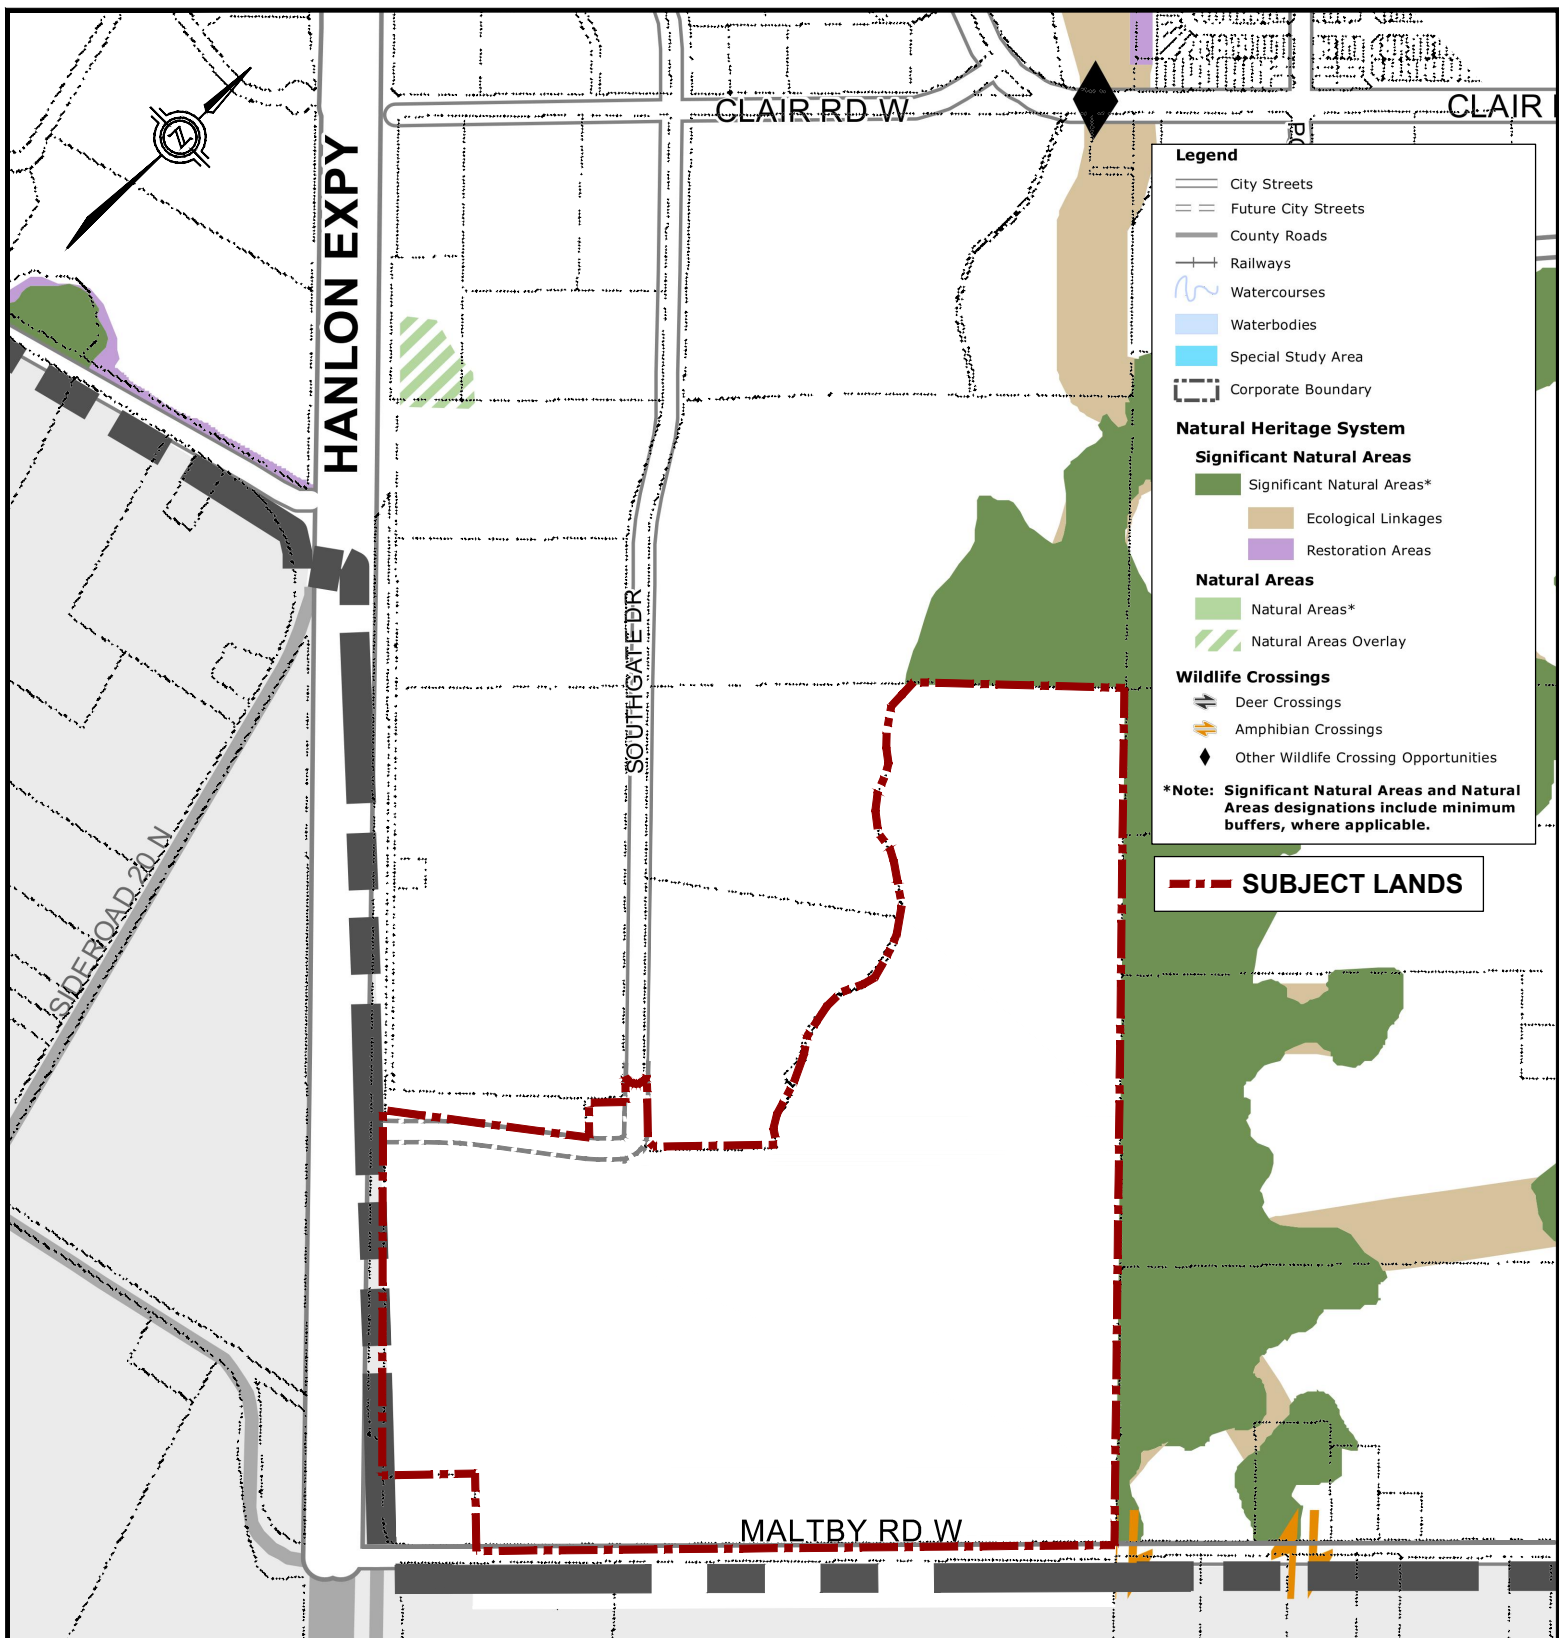 CLAIR RD W
CLAIR
HANLON EXPY
SOUTHGATE DR
SIDEROAD 20 N
MALTBY RD W
N
Legend
City Streets
Future City Streets
County Roads
Railways
Watercourses
Waterbodies
Special Study Area
Corporate Boundary
Natural Heritage System
Significant Natural Areas
Significant Natural Areas*
Ecological Linkages
Restoration Areas
Natural Areas
Natural Areas*
Natural Areas Overlay
Wildlife Crossings
Deer Crossings
Amphibian Crossings
Other Wildlife Crossing Opportunities
*Note: Significant Natural Areas and Natural
Areas designations include minimum
buffers, where applicable.
SUBJECT LANDS